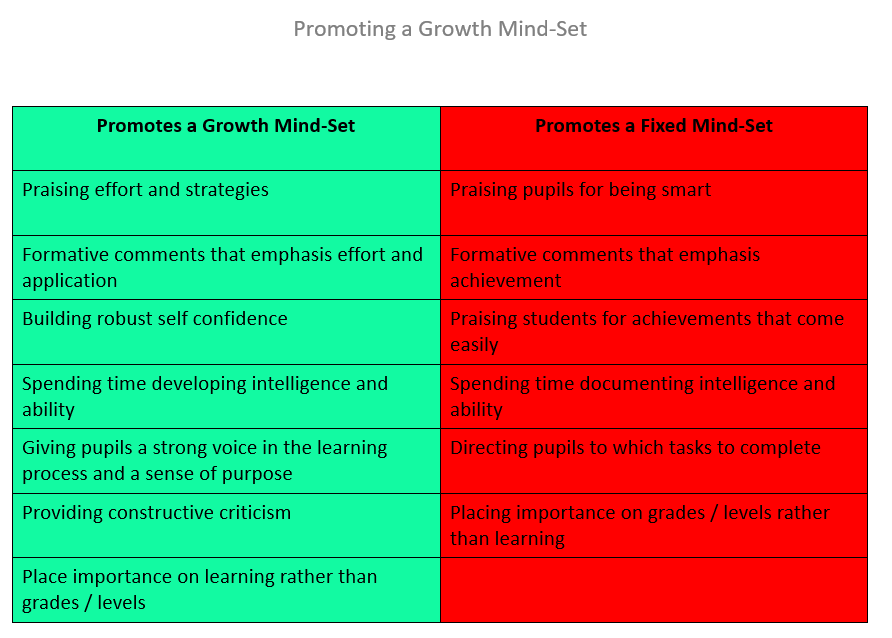 Promoting a Growth Mind-Set
Promotes a Growth Mind-Set
Promotes a Fixed Mind-Set
Praising effort and strategies
Praising pupils for being smart
Formative comments that emphasis effort and
application
Formative comments that emphasis
achievement
Building robust self confidence
Praising students for achievements that come
easily
Spending time developing intelligence and
ability
Spending time documenting intelligence and
ability
Giving pupils a strong voice in the learning
process and a sense of purpose
Directing pupils to which tasks to complete
Providing constructive criticism
Placing importance on grades / levels rather
than learning
Place importance on learning rather than
grades / levels